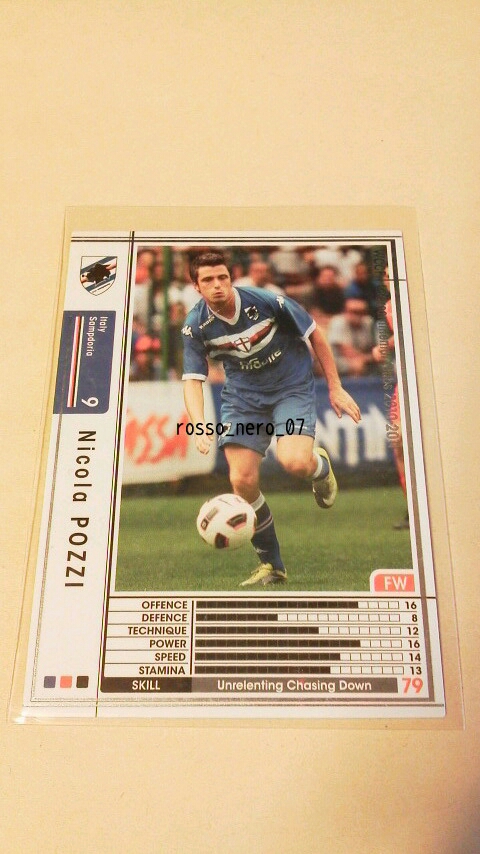 Italy
Sampdoria
9
Nicola POZZI
rosso_nero_07
FW
OFFENCE 16
DEFENCE 8
TECHNIQUE 12
POWER 16
SPEED 14
STAMINA 13
SKILL Unrelenting Chasing Down 79